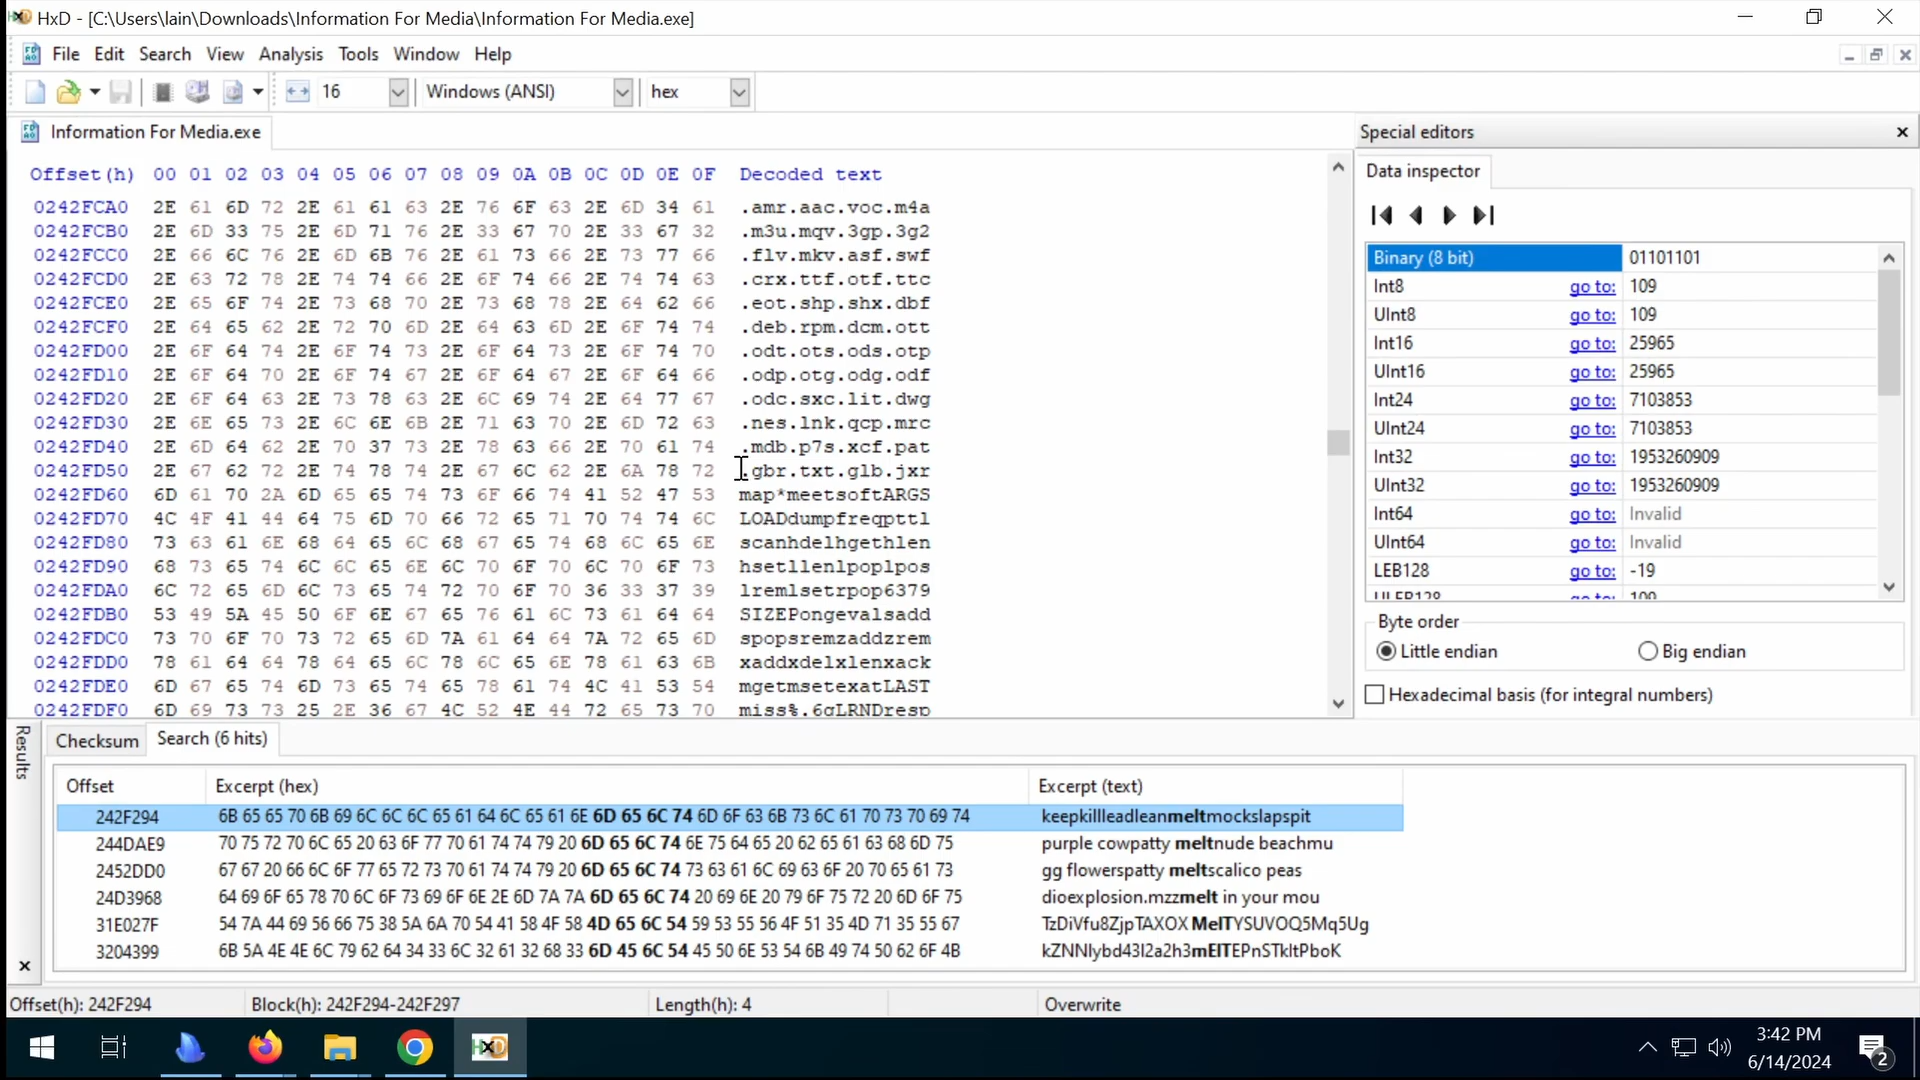 HxD - [C:\Users\lain\Downloads\Information For Media\Information For Media.exe]
File Edit Search View Analysis Tools Window Help
16 Windows (ANSI) hex
Information For Media.exe
Offset(h) 00 01 02 03 04 05 06 07 08 09 0A 0B 0C 0D 0E 0F Decoded text
0242FCA0 2E 61 6D 72 2E 61 61 63 2E 76 6F 63 2E 6D 34 61 .amr.aac.voc.m4a
0242FCB0 2E 6D 33 75 2E 6D 71 76 2E 33 67 70 2E 33 67 32 .m3u.mqv.3gp.3g2
0242FCC0 2E 66 6C 76 2E 6D 6B 76 2E 61 73 66 2E 73 77 66 .flv.mkv.asf.swf
0242FCD0 2E 63 72 78 2E 74 74 66 2E 6F 74 66 2E 74 74 63 .crx.ttf.otf.ttc
0242FCE0 2E 65 6F 74 2E 73 68 70 2E 73 68 78 2E 64 62 66 .eot.shp.shx.dbf
0242FCF0 2E 64 65 62 2E 72 70 6D 2E 64 63 6D 2E 6F 74 74 .deb.rpm.dcm.ott
0242FD00 2E 6F 64 74 2E 6F 74 73 2E 6F 64 73 2E 6F 74 70 .odt.ots.ods.otp
0242FD10 2E 6F 64 70 2E 6F 74 67 2E 6F 64 67 2E 6F 64 66 .odp.otg.odg.odf
0242FD20 2E 6F 64 63 2E 73 78 63 2E 6C 69 74 2E 64 77 67 .odc.sxc.lit.dwg
0242FD30 2E 6E 65 73 2E 6C 6E 6B 2E 71 63 70 2E 6D 72 63 .nes.lnk.qcp.mrc
0242FD40 2E 6D 64 62 2E 70 37 73 2E 78 63 66 2E 70 61 74 .mdb.p7s.xcf.pat
0242FD50 2E 67 62 72 2E 74 78 74 2E 67 6C 62 2E 6A 78 72 .gbr.txt.glb.jxr
0242FD60 6D 61 70 2A 6D 65 65 74 73 6F 66 74 41 52 47 53 map*meetsoftARGS
0242FD70 4C 4F 41 44 64 75 6D 70 66 72 65 71 70 74 74 6C LOADdumpfreqpttl
0242FD80 73 63 61 6E 68 64 65 6C 68 67 65 74 68 6C 65 6E scanhdelhgethlen
0242FD90 68 73 65 74 6C 6C 65 6E 6C 70 6F 70 6C 70 6F 73 hsetllenlpoplpos
0242FDA0 6C 72 65 6D 6C 73 65 74 72 70 6F 70 36 33 37 39 lremlsetrpop6379
0242FDB0 53 49 5A 45 50 6F 6E 67 65 76 61 6C 73 61 64 64 SIZEPongevalsadd
0242FDC0 73 70 6F 70 73 72 65 6D 7A 61 64 64 7A 72 65 6D spopsremzaddzrem
0242FDD0 78 61 64 64 78 64 65 6C 78 6C 65 6E 78 61 63 6B xaddxdelxlenxack
0242FDE0 6D 67 65 74 6D 73 65 74 65 78 61 74 4C 41 53 54 mgetmsetexatLAST
0242FDF0 6D 69 73 73 25 2E 36 67 4C 52 4E 44 72 65 73 70 miss%.6gLRNDresp
Special editors
Data inspector
Binary (8 bit) 01101101
Int8 go to: 109
UInt8 go to: 109
Int16 go to: 25965
UInt16 go to: 25965
Int24 go to: 7103853
UInt24 go to: 7103853
Int32 go to: 1953260909
UInt32 go to: 1953260909
Int64 go to: Invalid
UInt64 go to: Invalid
LEB128 go to: -19
ULEB128 go to: 109
Byte order
Little endian Big endian
Hexadecimal basis (for integral numbers)
Results
Checksum Search (6 hits)
Offset Excerpt (hex) Excerpt (text)
242F294 6B 65 65 70 6B 69 6C 6C 6C 65 61 64 6C 65 61 6E 6D 65 6C 74 6D 6F 63 6B 73 6C 61 70 73 70 69 74 keepkillleadleanmeltmockslapspit
244DAE9 70 75 72 70 6C 65 20 63 6F 77 70 61 74 74 79 20 6D 65 6C 74 6E 75 64 65 20 62 65 61 63 68 6D 75 purple cowpatty meltnude beachmu
2452DD0 67 67 20 66 6C 6F 77 65 72 73 70 61 74 74 79 20 6D 65 6C 74 73 63 61 6C 69 63 6F 20 70 65 61 73 gg flowerspatty meltscalico peas
24D3968 64 69 6F 65 78 70 6C 6F 73 69 6F 6E 2E 6D 7A 7A 6D 65 6C 74 20 69 6E 20 79 6F 75 72 20 6D 6F 75 dioexplosion.mzzmelt in your mou
31E027F 54 7A 44 69 56 66 75 38 5A 6A 70 54 41 58 4F 58 4D 65 6C 54 59 53 55 56 4F 51 35 4D 71 35 55 67 TzDiVfu8ZjpTAXOXMelTYSUVOQ5Mq5Ug
3204399 6B 5A 4E 4E 6C 79 62 64 34 33 6C 32 61 32 68 33 6D 45 6C 54 45 50 6E 53 54 6B 49 74 50 62 6F 4B kZNNlybd43l2a2h3mElTEPnSTkItPboK
Offset(h): 242F294 Block(h): 242F294-242F297 Length(h): 4 Overwrite
3:42 PM
6/14/2024
2